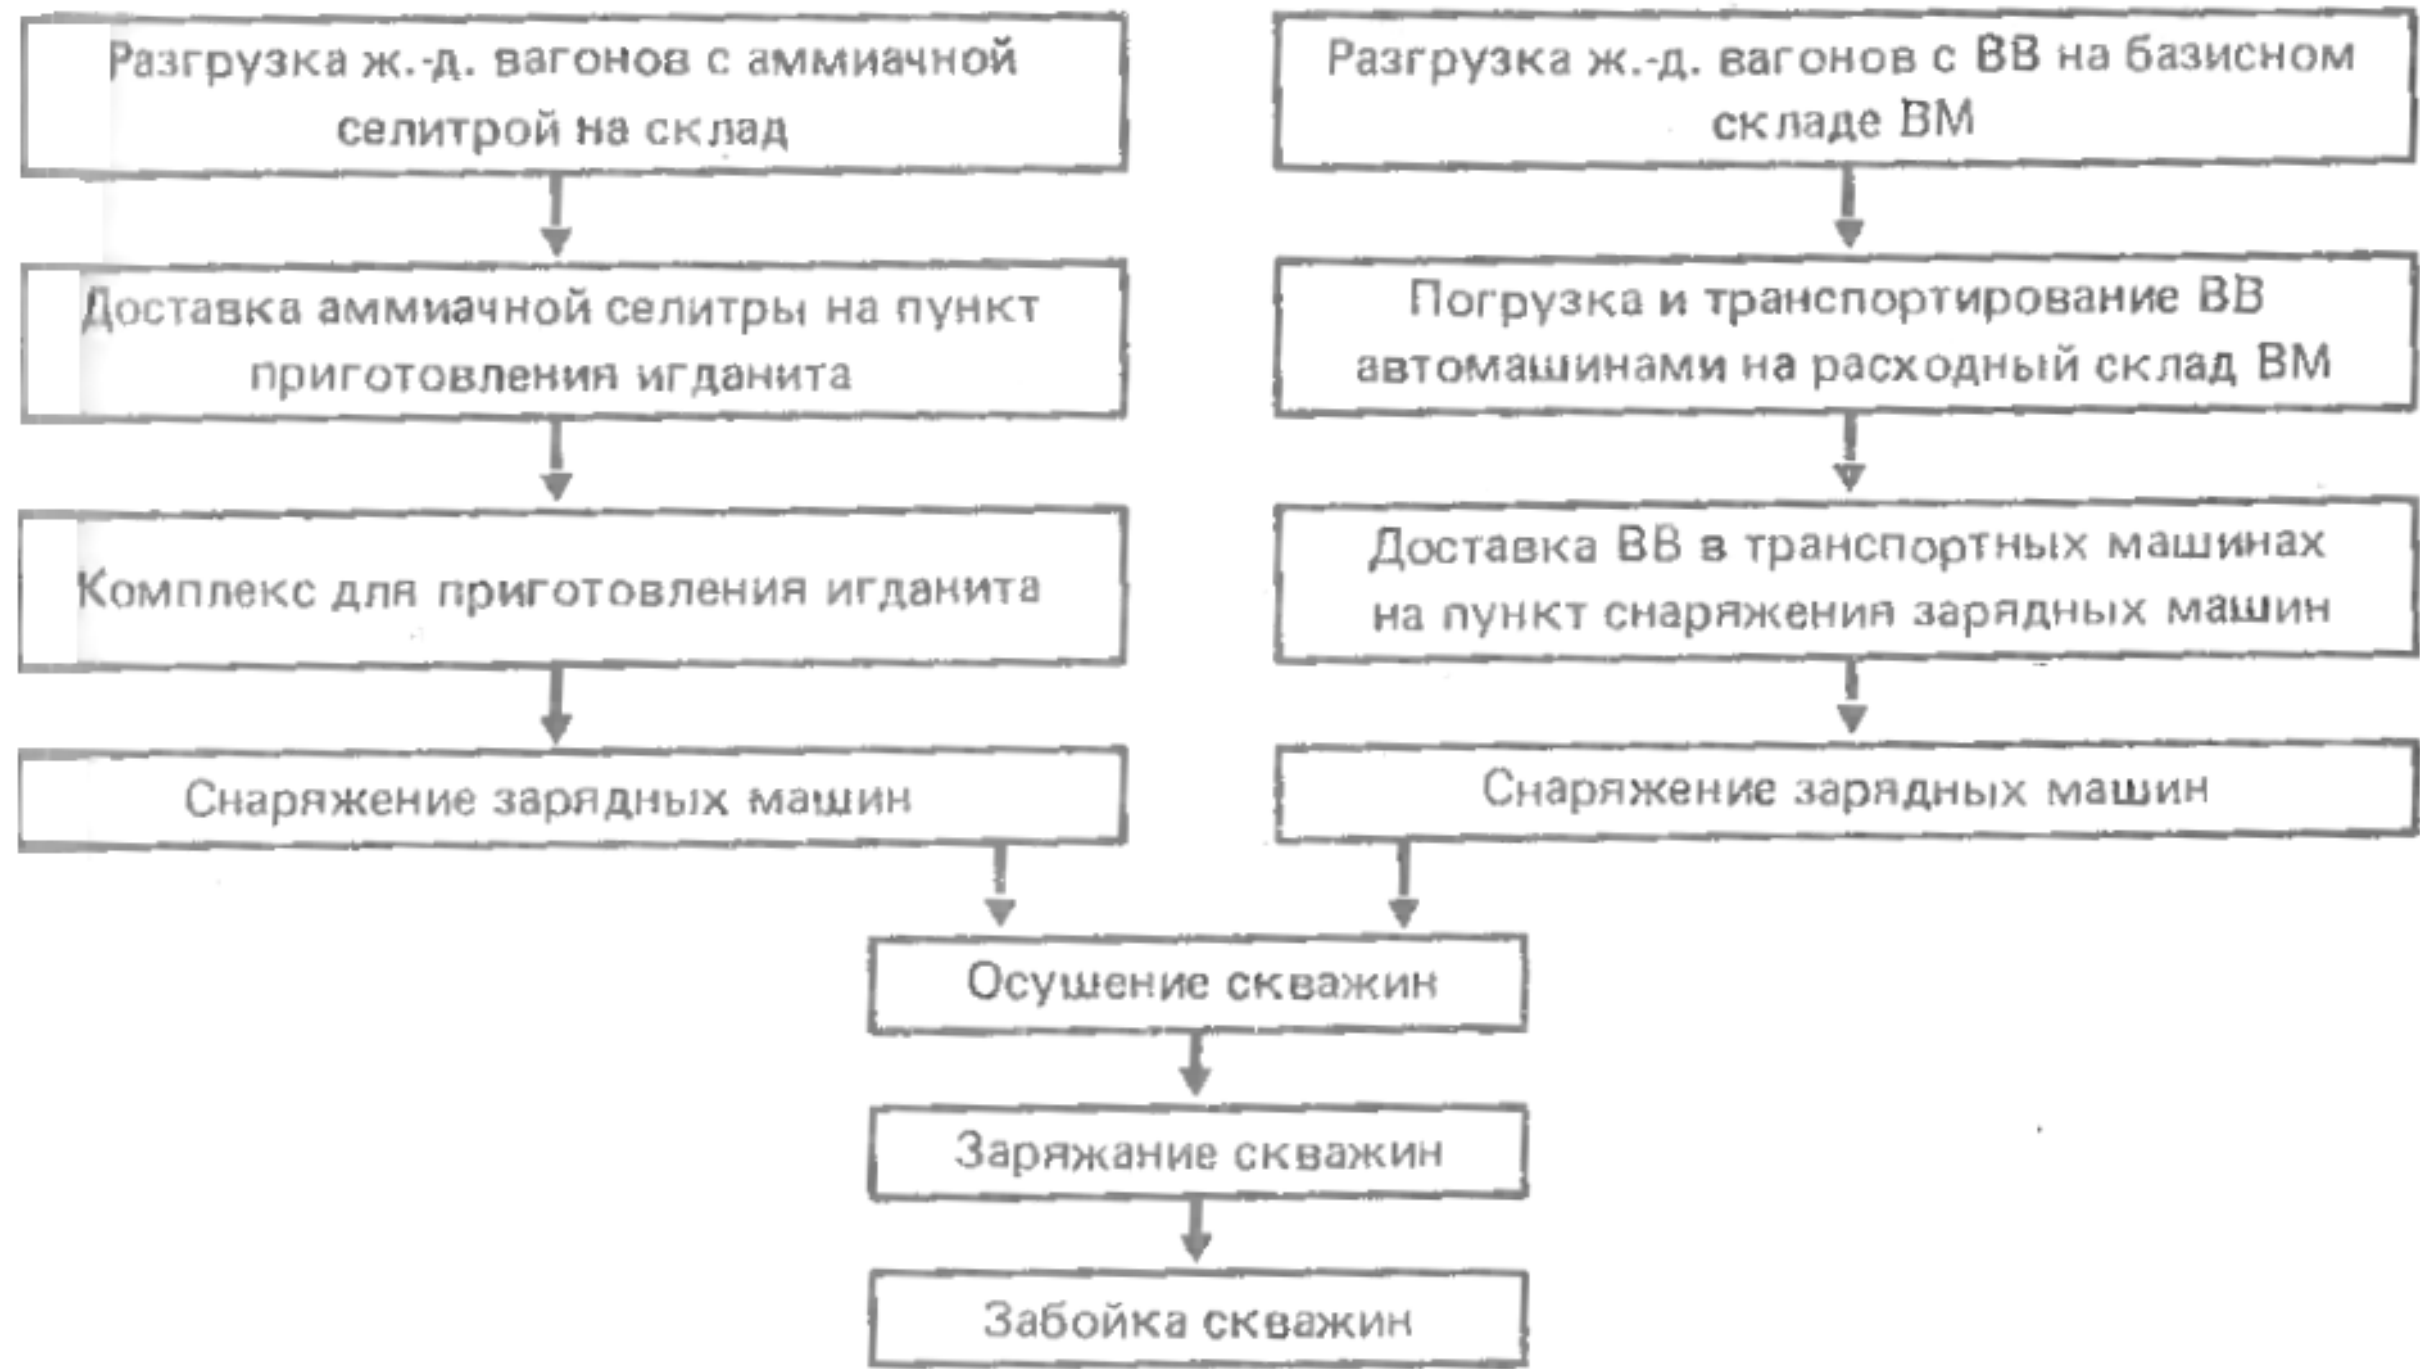 Разгрузка ж.-д. вагонов с аммиачной
селитрой на склад
Доставка аммиачной селитры на пункт
приготовления игданита
Комплекс для приготовления игданита
Снаряжение зарядных машин
Разгрузка ж.-д. вагонов с ВВ на базисном
складе ВМ
Погрузка и транспортирование ВВ
автомашинами на расходный склад ВМ
Доставка ВВ в транспортных машинах
на пункт снаряжения зарядных машин
Снаряжение зарядных машин
Осушение скважин
Заряжание скважин
Забойка скважин